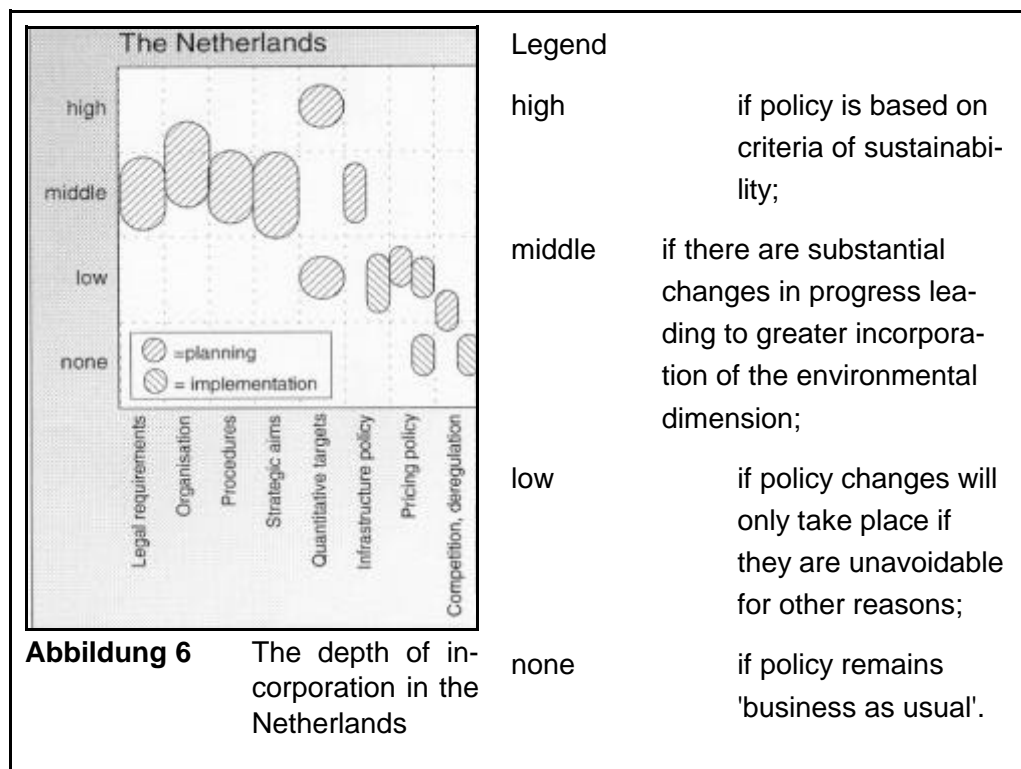 The Netherlands
high
middle
low
none
=planning
= implementation
Legal requirements
Organisation
Procedures
Strategic aims
Quantitative targets
Infrastructure policy
Pricing policy
Competition, deregulation
Abbildung 6 The depth of in-
corporation in the
Netherlands
Legend
high if policy is based on
criteria of sustainabi-
lity;
middle if there are substantial
changes in progress lea-
ding to greater incorpora-
tion of the environmental
dimension;
low if policy changes will
only take place if
they are unavoidable
for other reasons;
none if policy remains
'business as usual'.